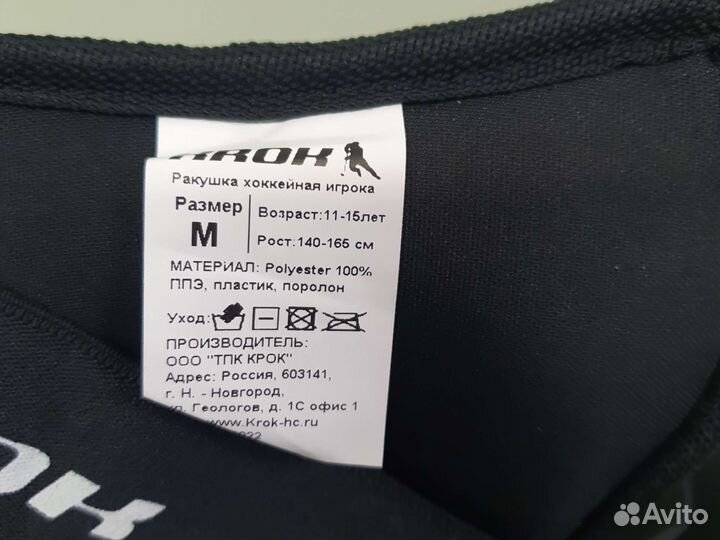 KROK
Ракушка хоккейная игрока
Размер
M
Возраст:11-15лет
Рост:140-165 см
МАТЕРИАЛ: Polyester 100%
ППЭ, пластик, поролон
Уход:
ПРОИЗВОДИТЕЛЬ:
ООО "ТПК КРОК"
Адрес: Россия, 603141,
г. Н. - Новгород,
ул. Геологов, д. 1С офис 1
www.Krok-hc.ru
Avito